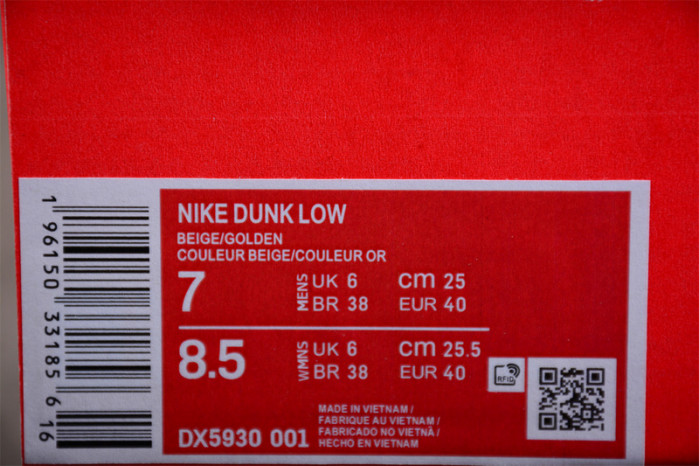 1 96150 33185 6 16
NIKE DUNK LOW
BEIGE/GOLDEN
COULEUR BEIGE/COULEUR OR
7 MENS UK 6 cm 25
BR 38 EUR 40
8.5 WMNS UK 6 cm 25.5
BR 38 EUR 40
RFID
MADE IN VIETNAM /
FABRIQUE AU VIETNAM /
FABRICADO NO VIETNÃ /
HECHO EN VIETNAM
DX5930 001